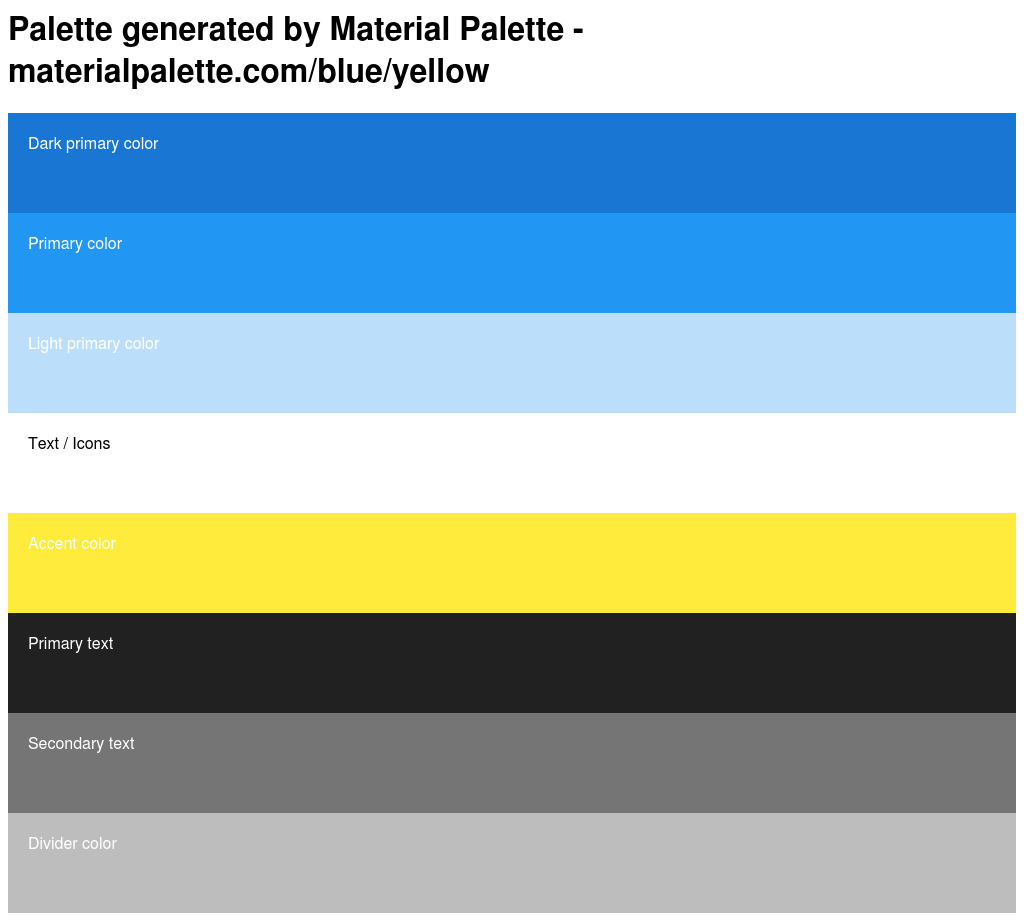 Palette generated by Material Palette -
materialpalette.com/blue/yellow
Dark primary color
Primary color
Light primary color
Text / Icons
Accent color
Primary text
Secondary text
Divider color